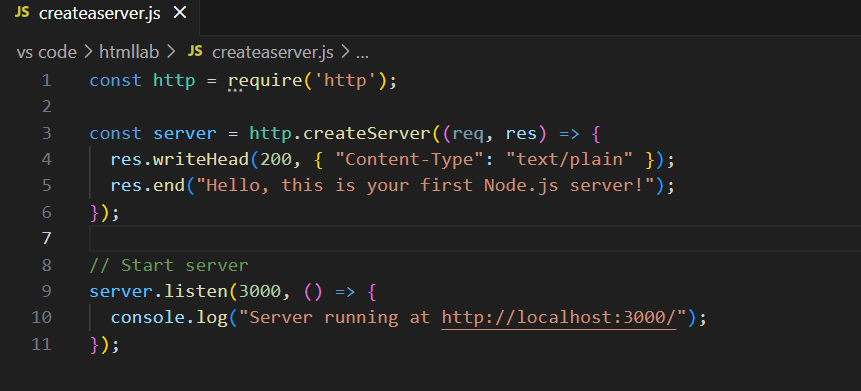 JS createaserver.js ×
vs code > htmllab > JS createaserver.js > ...
1 const http = require('http');
2
3 const server = http.createServer((req, res) => {
4   res.writeHead(200, { "Content-Type": "text/plain" });
5   res.end("Hello, this is your first Node.js server!");
6 });
7
8 // Start server
9 server.listen(3000, () => {
10   console.log("Server running at http://localhost:3000/");
11 });